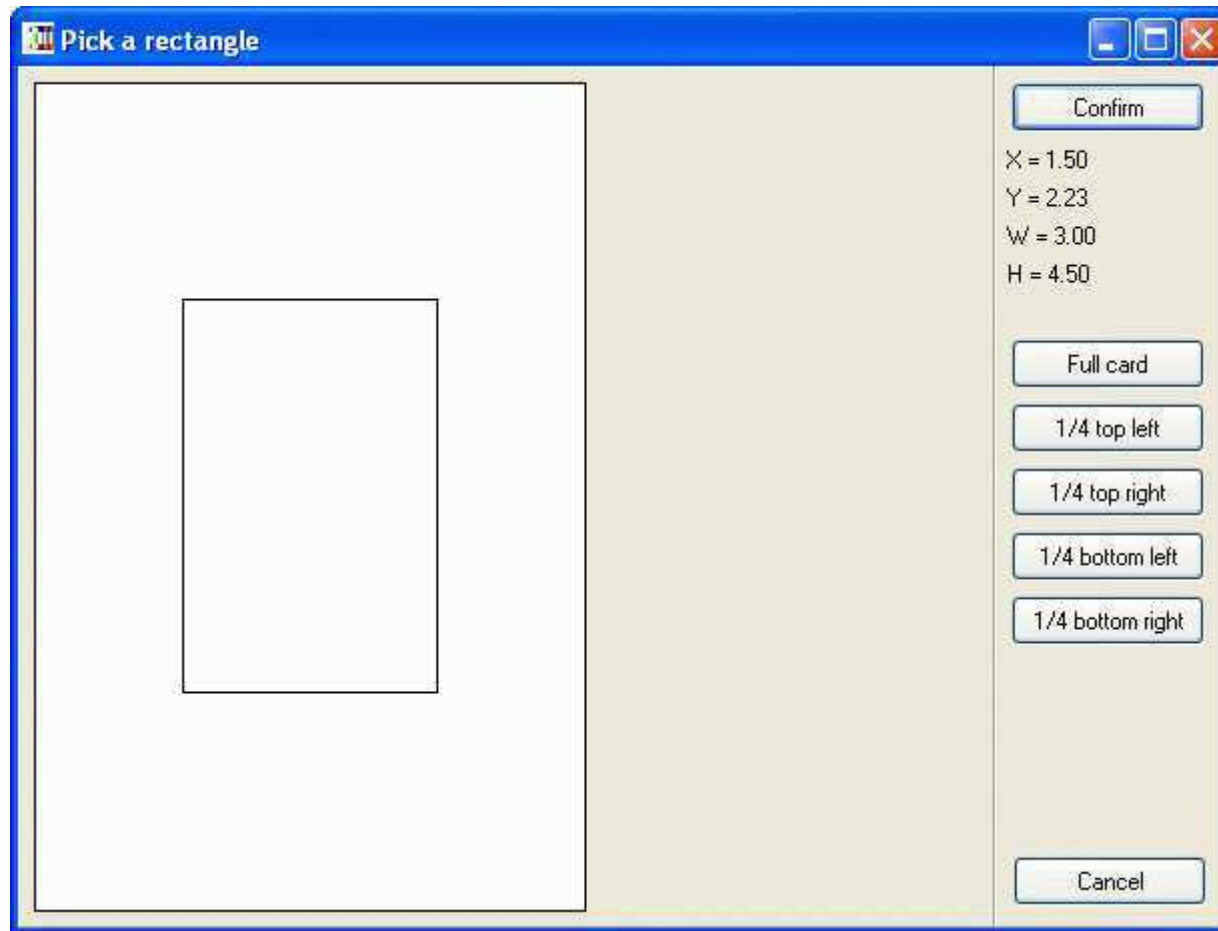 Pick a rectangle
Confirm
X = 1.50
Y = 2.23
W = 3.00
H = 4.50
Full card
1/4 top left
1/4 top right
1/4 bottom left
1/4 bottom right
Cancel